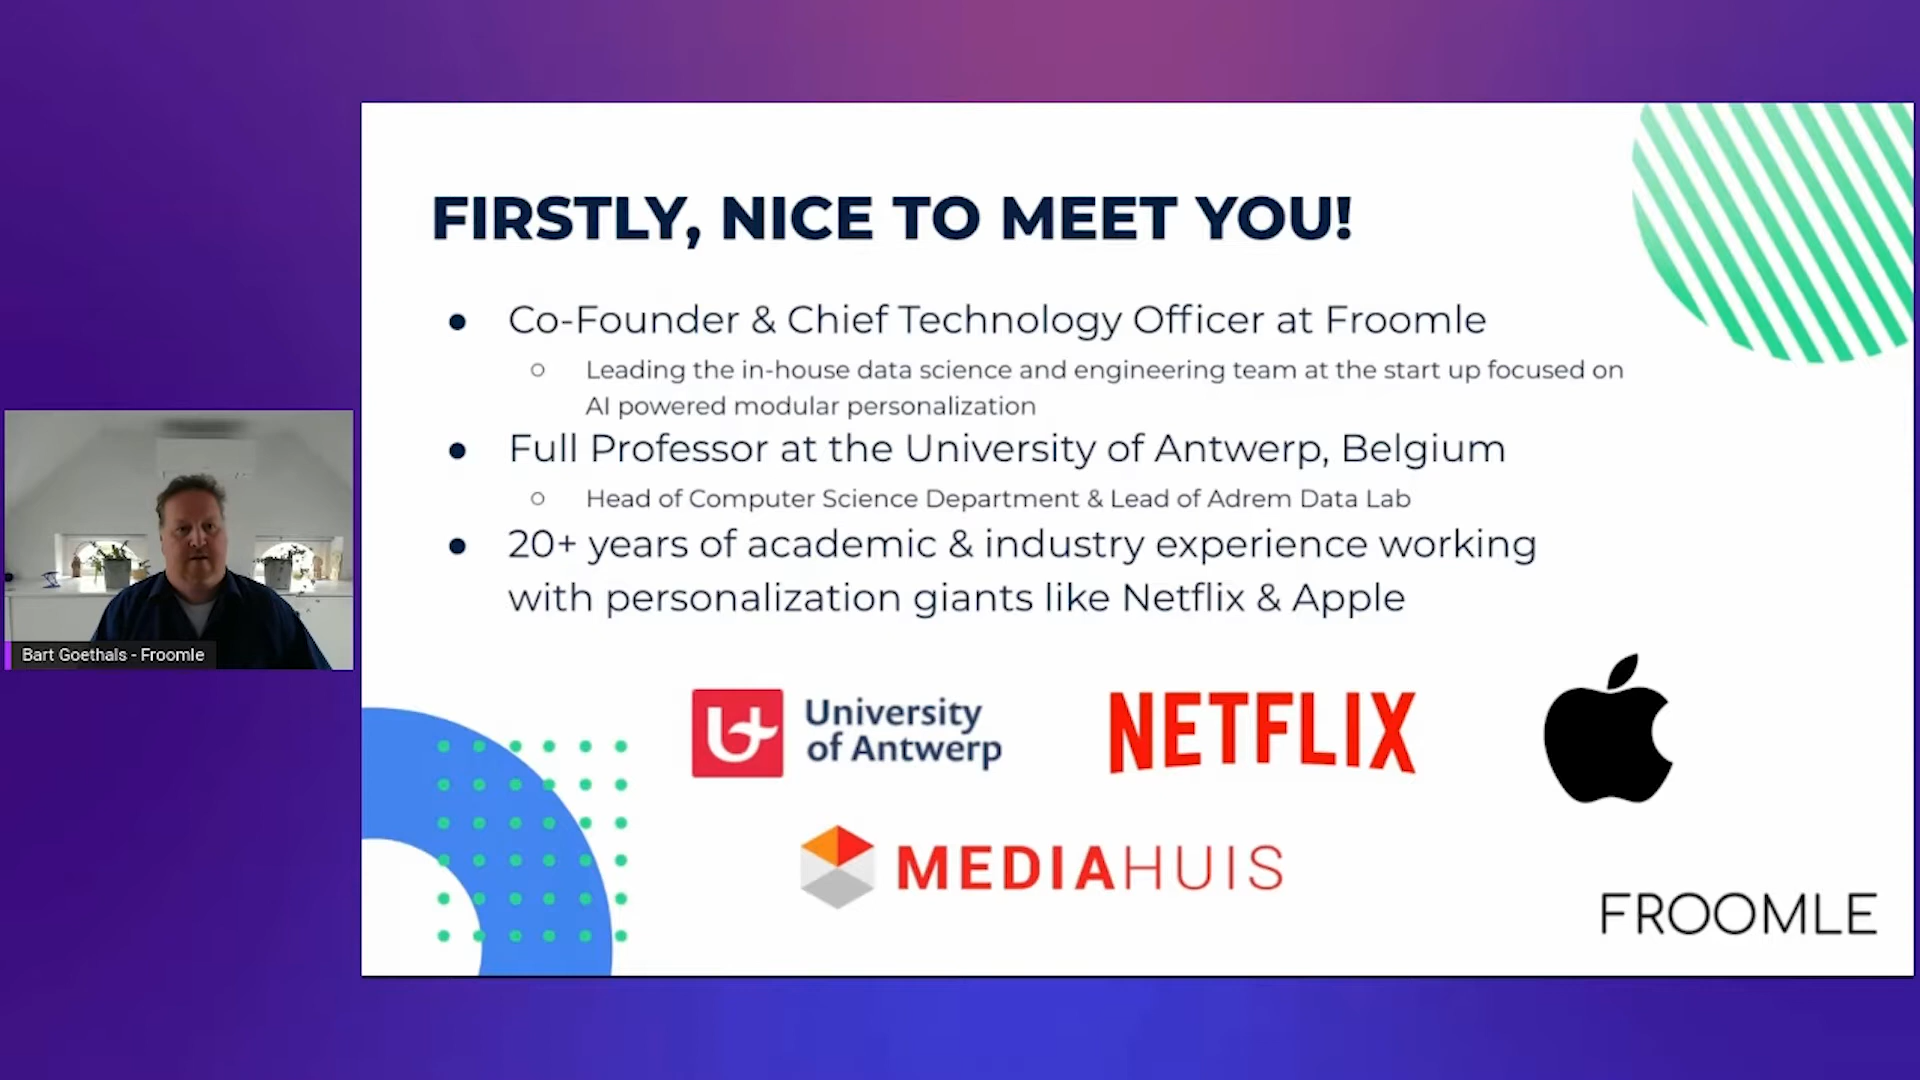 FIRSTLY, NICE TO MEET YOU!
● Co-Founder & Chief Technology Officer at Froomle
○ Leading the in-house data science and engineering team at the start up focused on
AI powered modular personalization
● Full Professor at the University of Antwerp, Belgium
○ Head of Computer Science Department & Lead of Adrem Data Lab
● 20+ years of academic & industry experience working
with personalization giants like Netflix & Apple
Bart Goethals - Froomle
University
of Antwerp
NETFLIX
MEDIAHUIS
FROOMLE